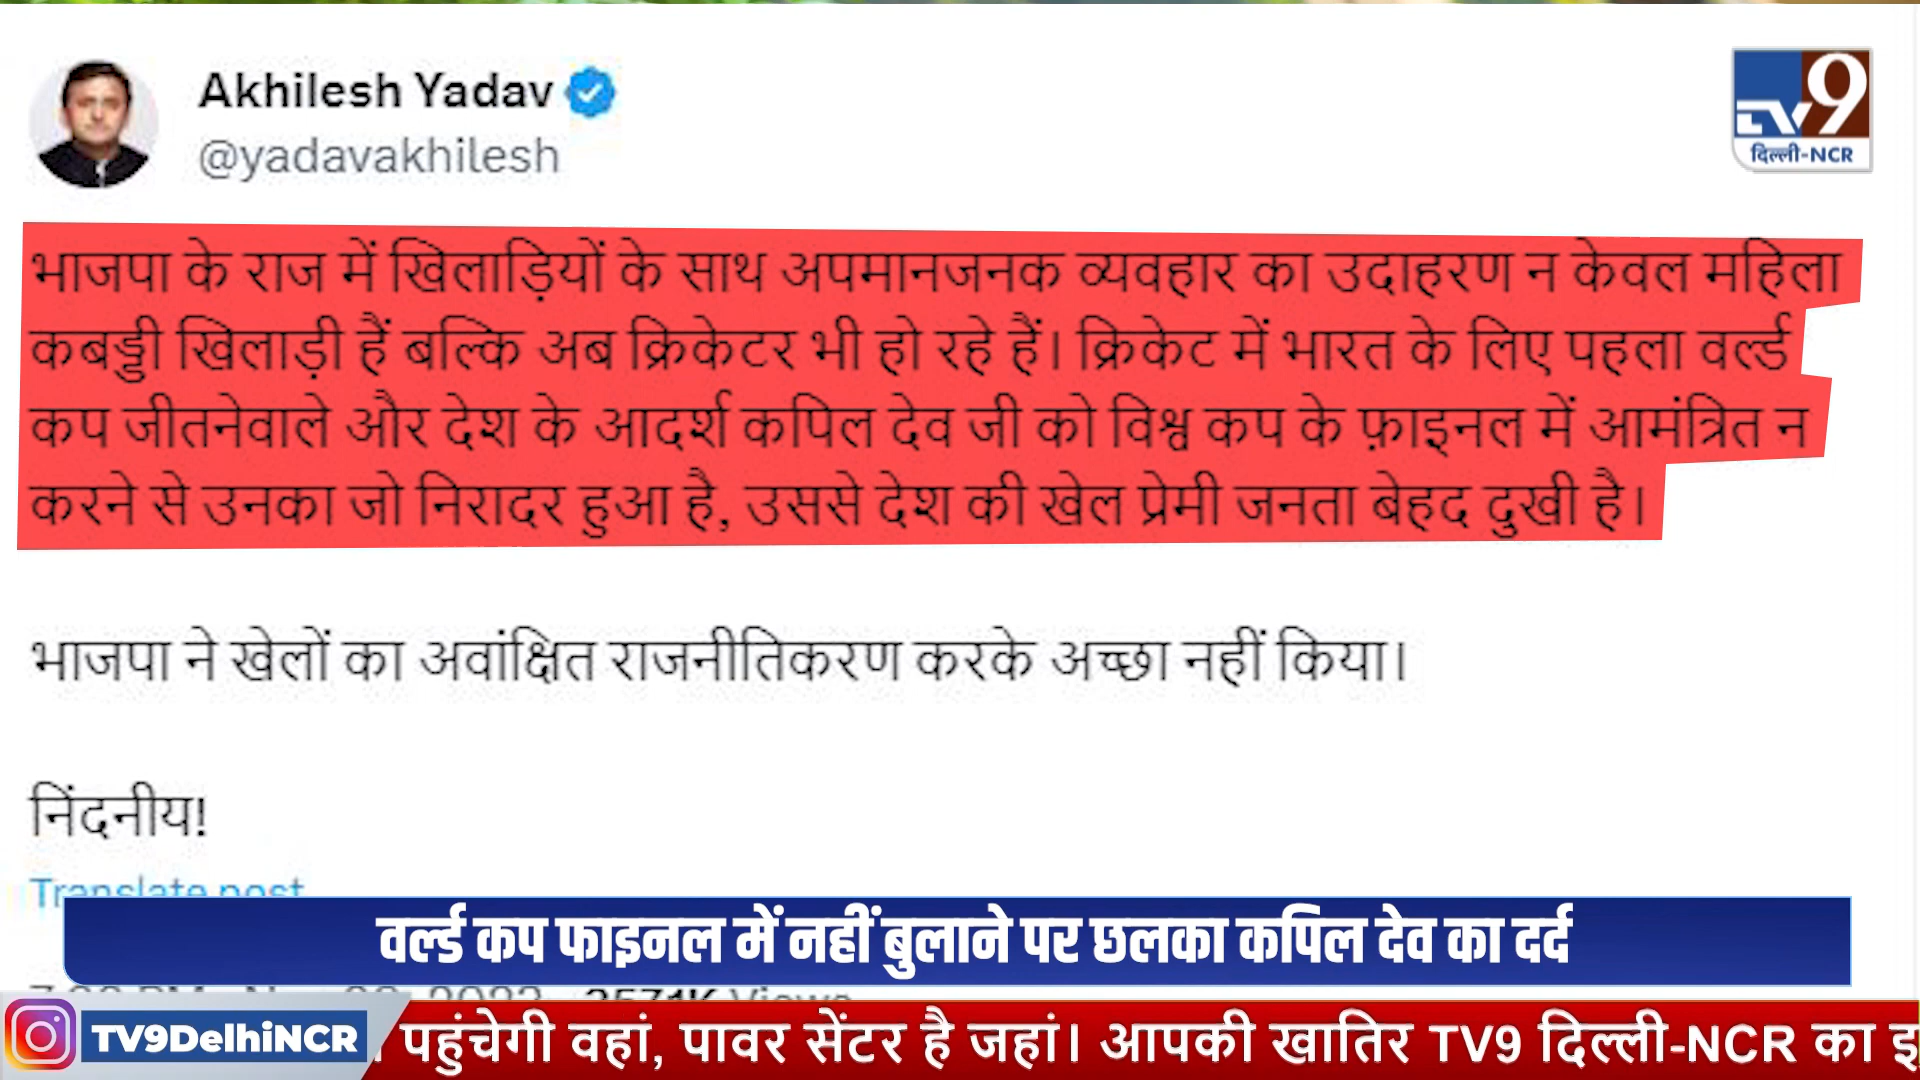 Akhilesh Yadav
@yadavakhilesh
TV9
दिल्ली-NCR
भाजपा के राज में खिलाड़ियों के साथ अपमानजनक व्यवहार का उदाहरण न केवल महिला
कबड्डी खिलाड़ी हैं बल्कि अब क्रिकेटर भी हो रहे हैं। क्रिकेट में भारत के लिए पहला वर्ल्ड
कप जीतनेवाले और देश के आदर्श कपिल देव जी को विश्व कप के फ़ाइनल में आमंत्रित न
करने से उनका जो निरादर हुआ है, उससे देश की खेल प्रेमी जनता बेहद दुखी है।
भाजपा ने खेलों का अवांक्षित राजनीतिकरण करके अच्छा नहीं किया।
निंदनीय!
Translate post
वर्ल्ड कप फाइनल में नहीं बुलाने पर छलका कपिल देव का दर्द
Views
TV9DelhiNCR
पहुंचेगी वहां, पावर सेंटर है जहां। आपकी खातिर TV9 दिल्ली-NCR का